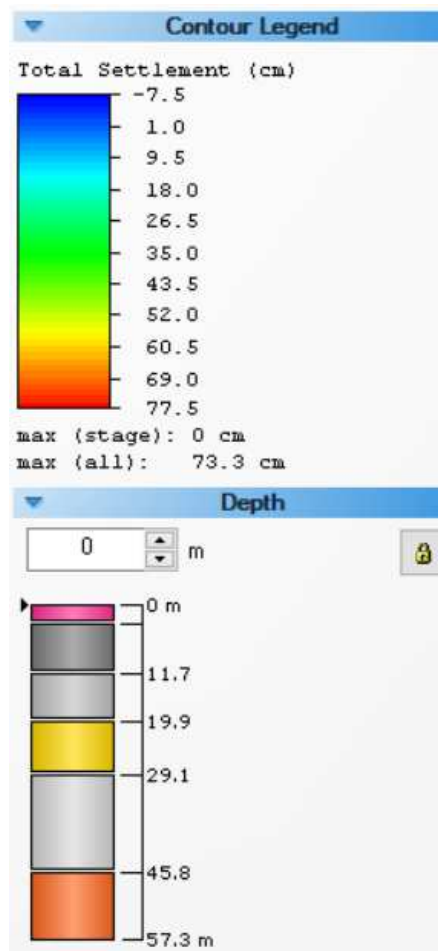 Contour Legend
Total Settlement (cm)
-7.5
1.0
9.5
18.0
26.5
35.0
43.5
52.0
60.5
69.0
77.5
max (stage): 0 cm
max (all): 73.3 cm
Depth
0 m
0 m
11.7
19.9
29.1
45.8
57.3 m